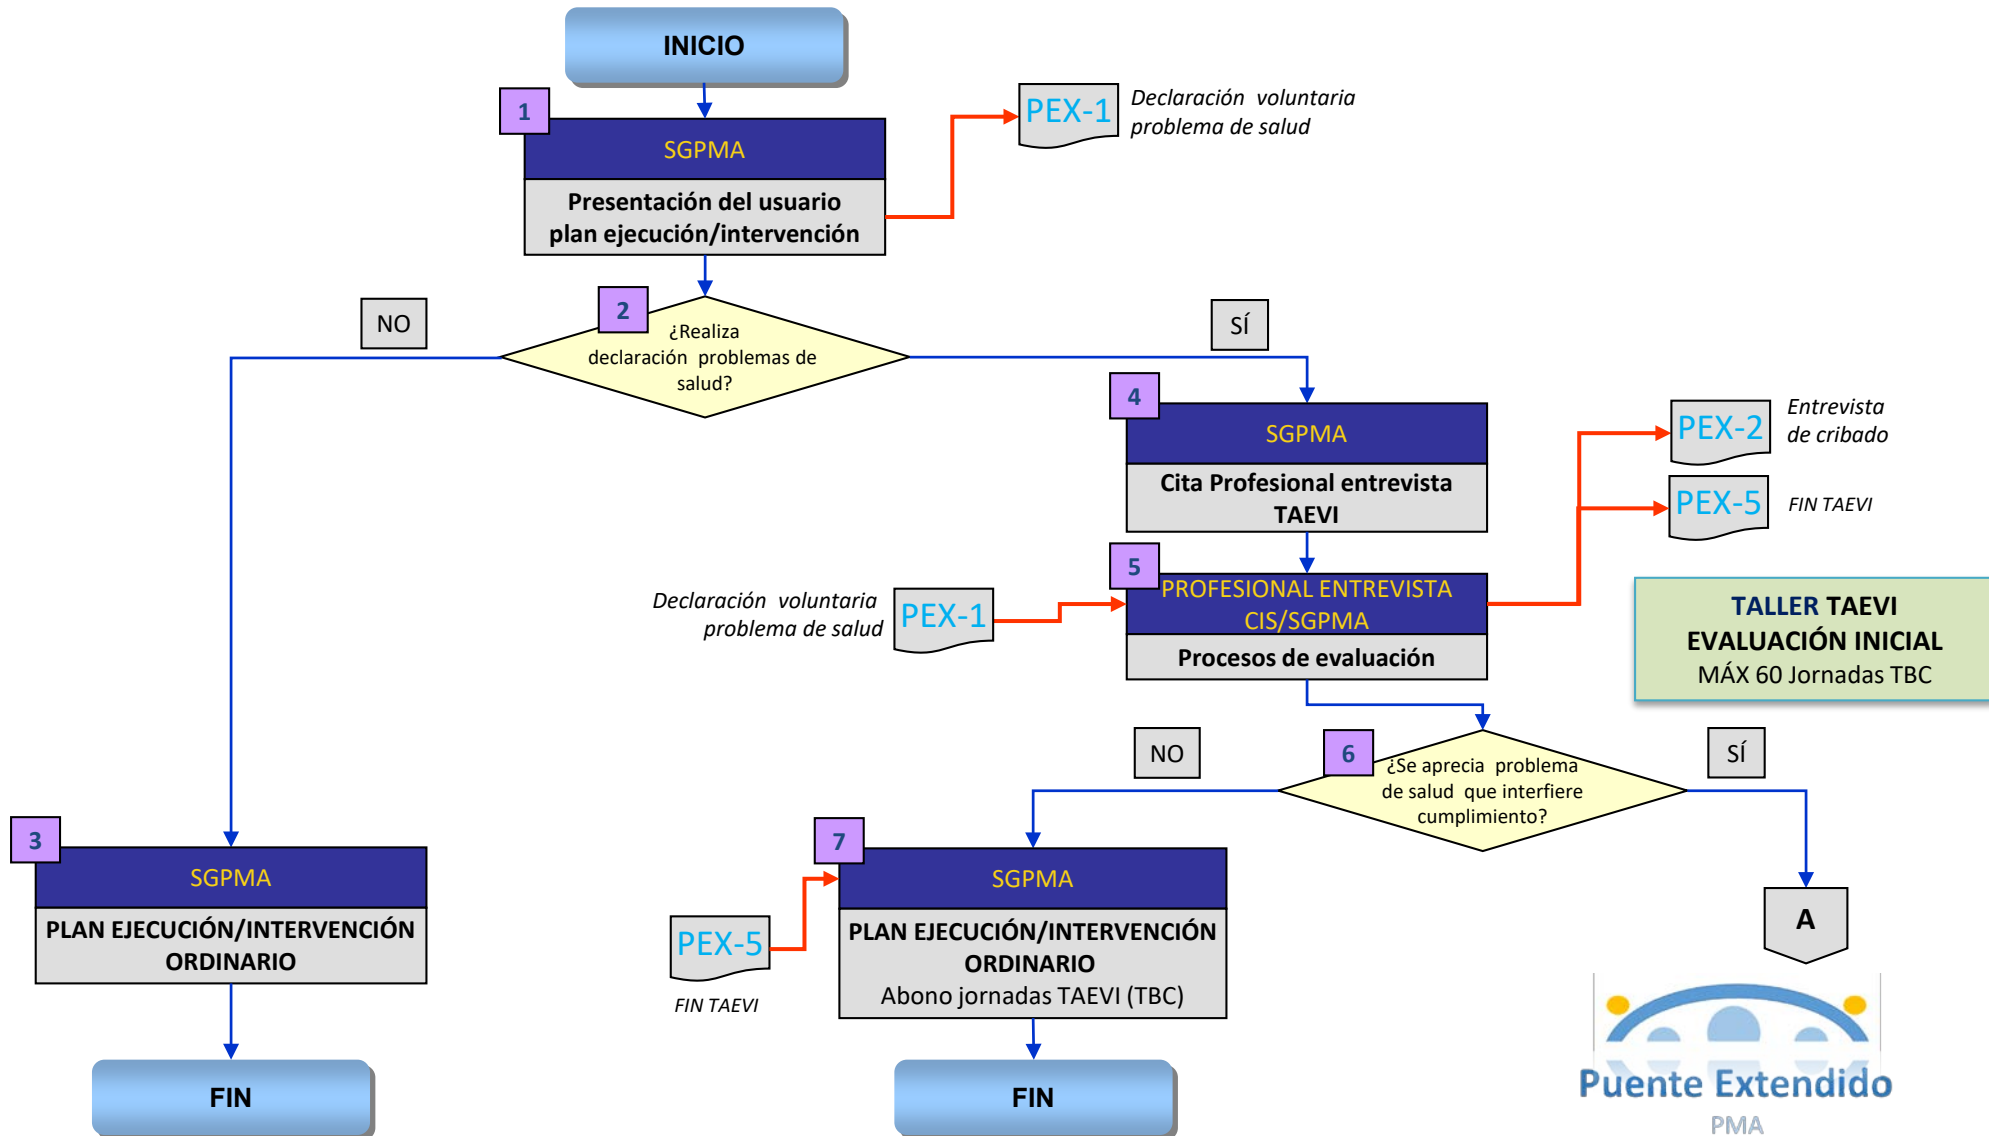 INICIO
1
SGPMA
Presentación del usuario
plan ejecución/intervención
PEX-1
Declaración voluntaria
problema de salud
2
¿Realiza
declaración problemas de
salud?
NO
SÍ
4
SGPMA
Cita Profesional entrevista
TAEVI
PEX-2
Entrevista
de cribado
PEX-5
FIN TAEVI
5
PROFESIONAL ENTREVISTA
CIS/SGPMA
Procesos de evaluación
Declaración voluntaria
problema de salud
PEX-1
TALLER TAEVI
EVALUACIÓN INICIAL
MÁX 60 Jornadas TBC
6
¿Se aprecia problema
de salud que interfiere
cumplimiento?
NO
SÍ
3
SGPMA
PLAN EJECUCIÓN/INTERVENCIÓN
ORDINARIO
7
SGPMA
PLAN EJECUCIÓN/INTERVENCIÓN
ORDINARIO
Abono jornadas TAEVI (TBC)
PEX-5
FIN TAEVI
A
FIN
FIN
Puente Extendido
PMA